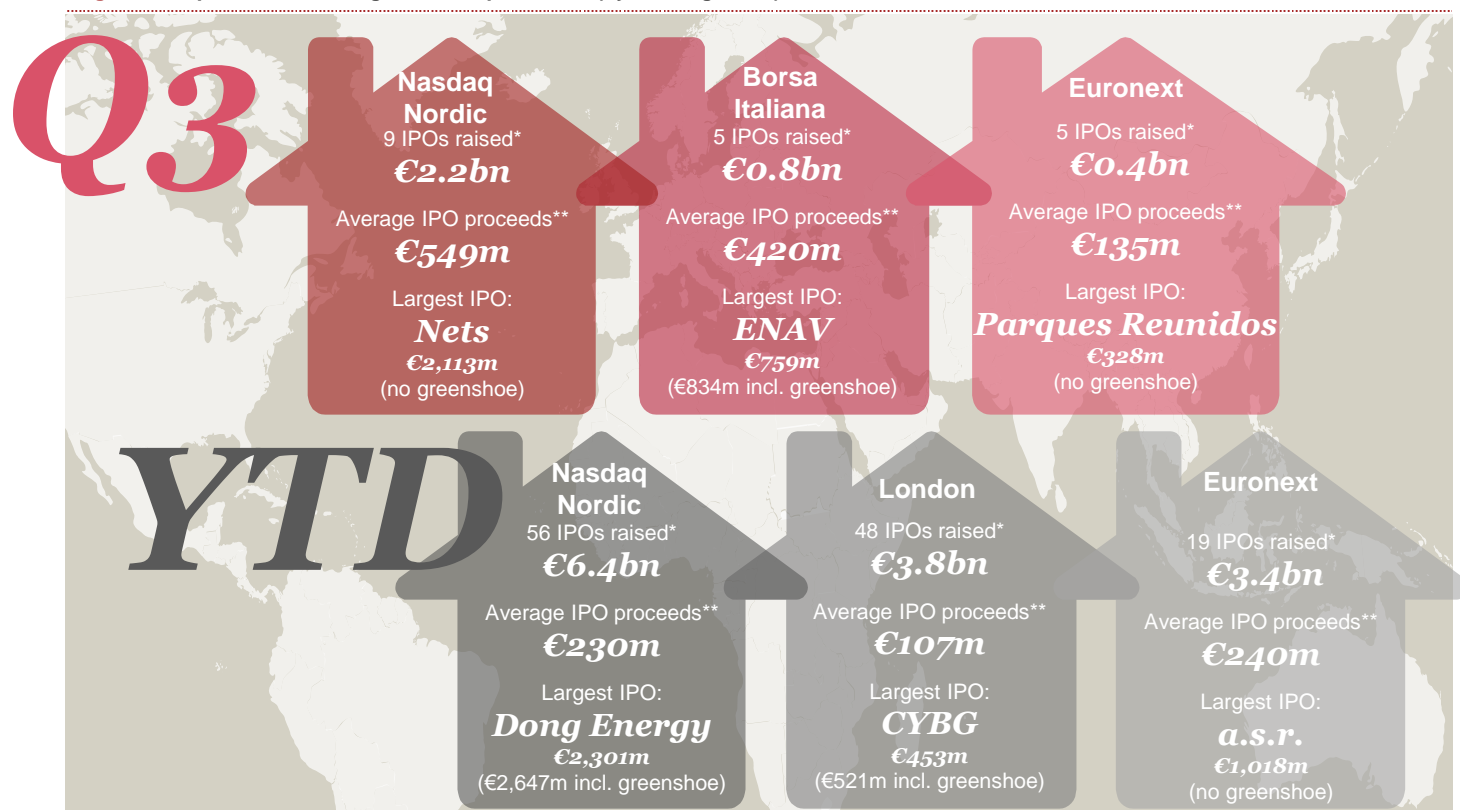 Q3
Nasdaq
Nordic
9 IPOs raised*
€2.2bn
Average IPO proceeds**
€549m
Largest IPO:
Nets
€2,113m
(no greenshoe)
Borsa
Italiana
5 IPOs raised*
€0.8bn
Average IPO proceeds**
€420m
Largest IPO:
ENAV
€759m
(€834m incl. greenshoe)
Euronext
5 IPOs raised*
€0.4bn
Average IPO proceeds**
€135m
Largest IPO:
Parques Reunidos
€328m
(no greenshoe)
YTD
Nasdaq
Nordic
56 IPOs raised*
€6.4bn
Average IPO proceeds**
€230m
Largest IPO:
Dong Energy
€2,301m
(€2,647m incl. greenshoe)
London
48 IPOs raised*
€3.8bn
Average IPO proceeds**
€107m
Largest IPO:
CYBG
€453m
(€521m incl. greenshoe)
Euronext
19 IPOs raised*
€3.4bn
Average IPO proceeds**
€240m
Largest IPO:
a.s.r.
€1,018m
(no greenshoe)